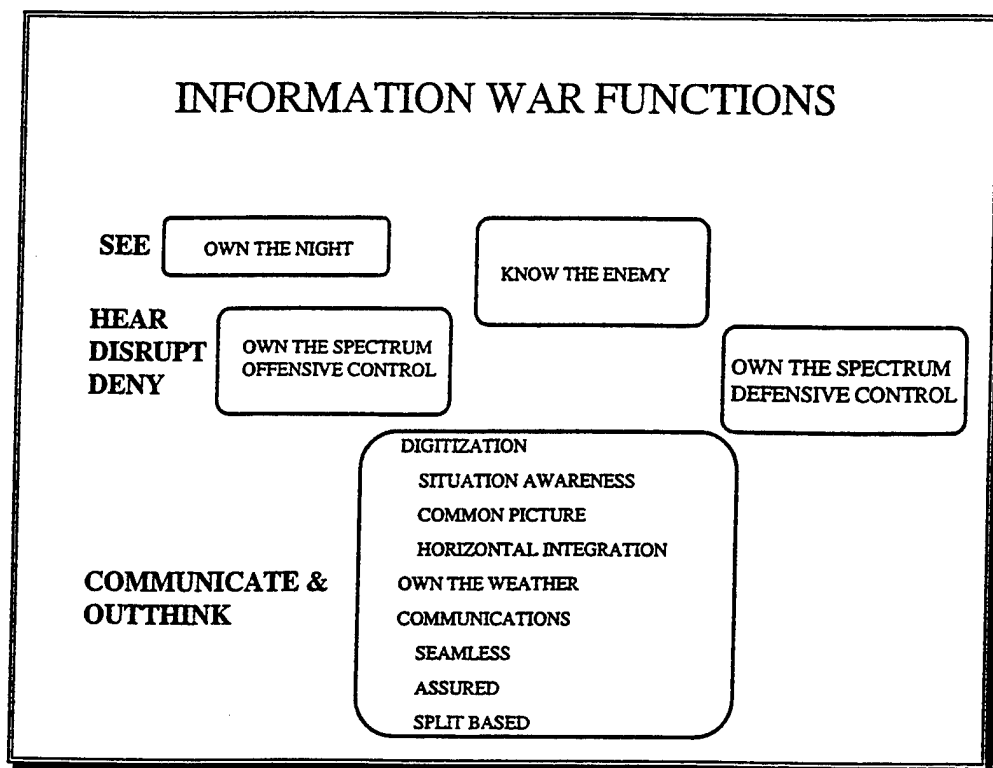 INFORMATION WAR FUNCTIONS
SEE
OWN THE NIGHT
KNOW THE ENEMY
HEAR
DISRUPT
DENY
OWN THE SPECTRUM
OFFENSIVE CONTROL
OWN THE SPECTRUM
DEFENSIVE CONTROL
COMMUNICATE &
OUTTHINK
DIGITIZATION
SITUATION AWARENESS
COMMON PICTURE
HORIZONTAL INTEGRATION
OWN THE WEATHER
COMMUNICATIONS
SEAMLESS
ASSURED
SPLIT BASED